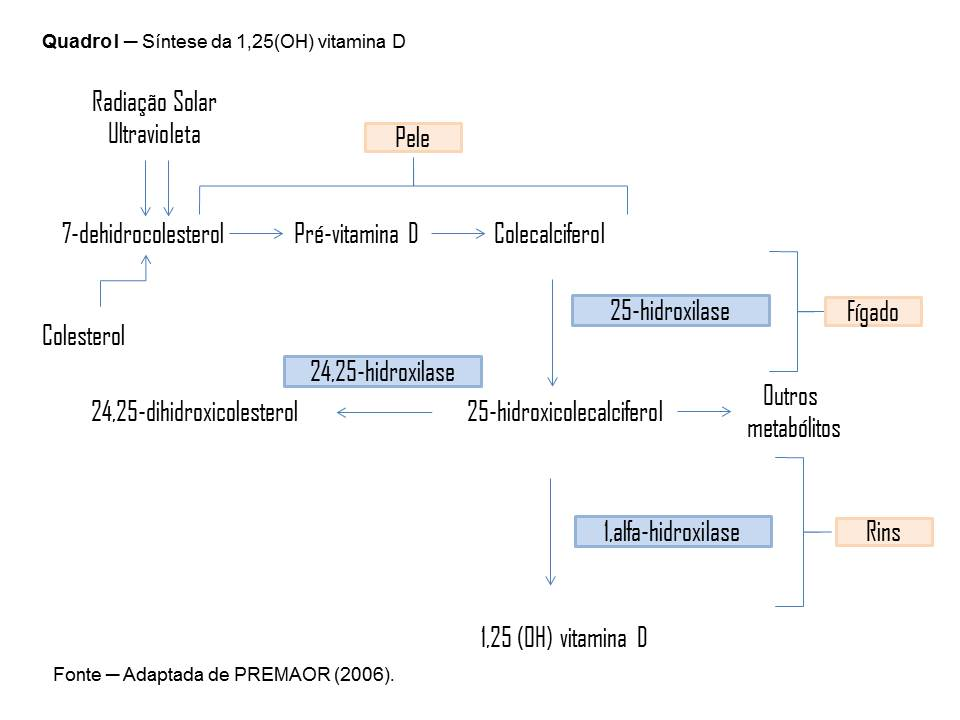 Quadro I ─ Síntese da 1,25(OH) vitamina D
Radiação Solar
Ultravioleta
Pele
7-dehidrocolesterol
Pré-vitamina D
Colecalciferol
25-hidroxilase
Fígado
Colesterol
24,25-hidroxilase
24,25-dihidroxicolesterol
25-hidroxicolecalciferol
Outros
metabólitos
1,alfa-hidroxilase
Rins
1,25 (OH) vitamina D
Fonte ─ Adaptada de PREMAOR (2006).